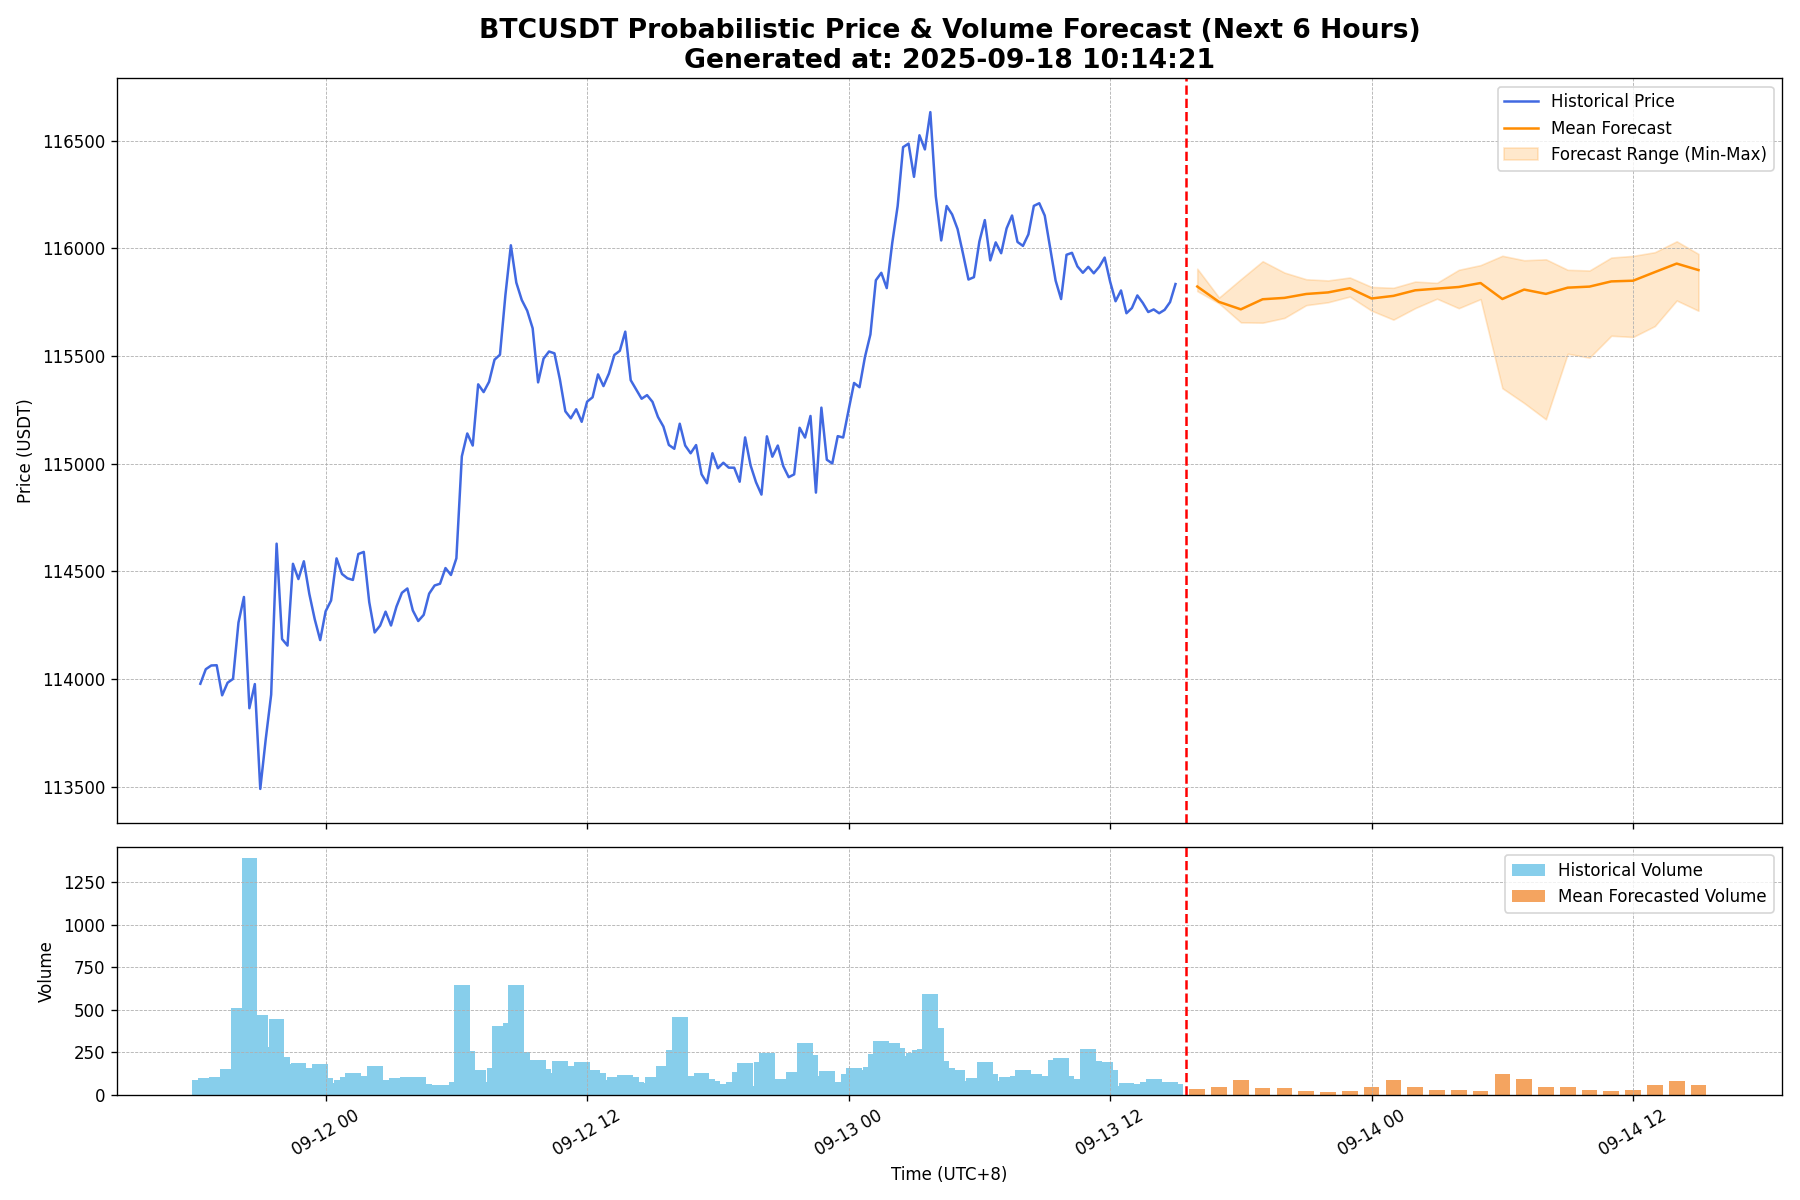 BTCUSDT Probabilistic Price & Volume Forecast (Next 6 Hours)
Generated at: 2025-09-18 10:14:21
Historical Price
Mean Forecast
Forecast Range (Min-Max)
116500
116000
115500
115000
114500
114000
113500
Price (USDT)
Historical Volume
Mean Forecasted Volume
1250
1000
750
500
250
0
Volume
09-12 00
09-12 12
09-13 00
09-13 12
09-14 00
09-14 12
Time (UTC+8)